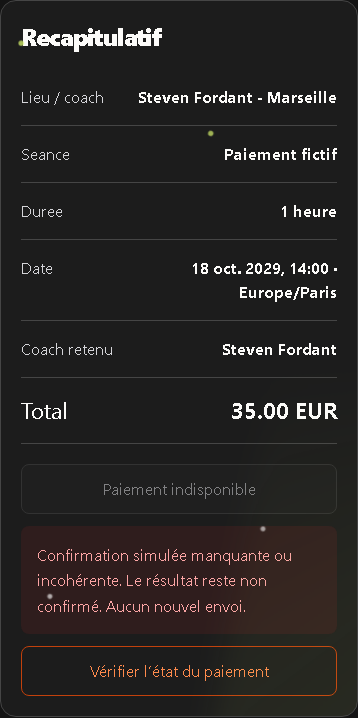 Recapitulatif
Lieu / coach Steven Fordant - Marseille
Seance Paiement fictif
Duree 1 heure
Date 18 oct. 2029, 14:00 ·
Europe/Paris
Coach retenu Steven Fordant
Total 35.00 EUR
Paiement indisponible
Confirmation simulée manquante ou
incohérente. Le résultat reste non
confirmé. Aucun nouvel envoi.
Vérifier l'état du paiement